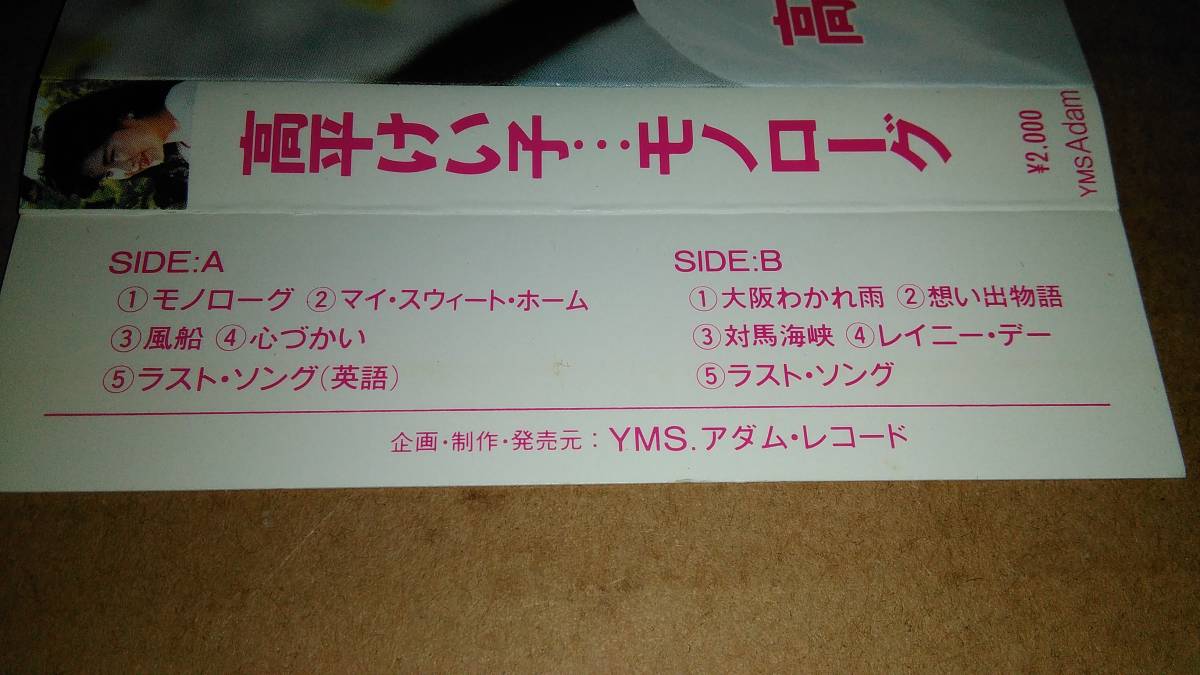 高
高平けい子…モノローグ
¥2,000
YMSAdam
SIDE:A
①モノローグ ②マイ・スウィート・ホーム
③風船 ④心づかい
⑤ラスト・ソング(英語)
SIDE:B
①大阪わかれ雨 ②想い出物語
③対馬海峡 ④レイニー・デー
⑤ラスト・ソング
企画・制作・発売元：YMS.アダム・レコード